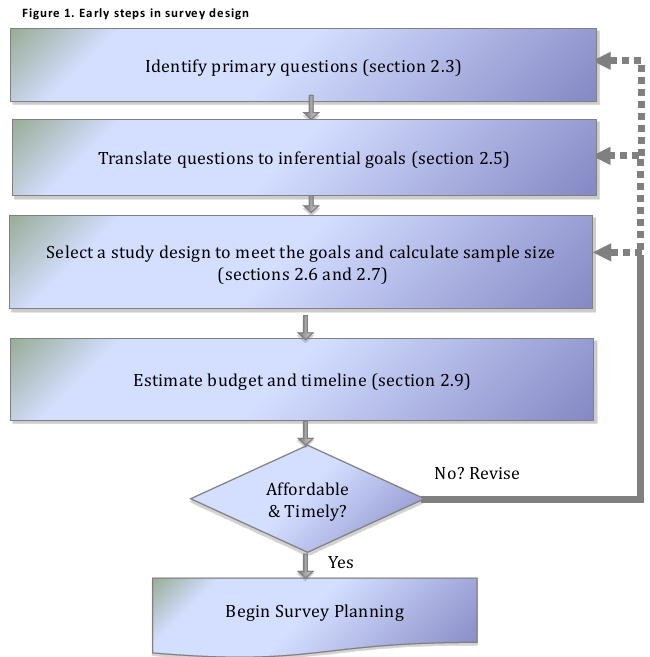 Figure 1. Early steps in survey design
Identify primary questions (section 2.3)
Translate questions to inferential goals (section 2.5)
Select a study design to meet the goals and calculate sample size
(sections 2.6 and 2.7)
Estimate budget and timeline (section 2.9)
No? Revise
Affordable
& Timely?
Yes
Begin Survey Planning